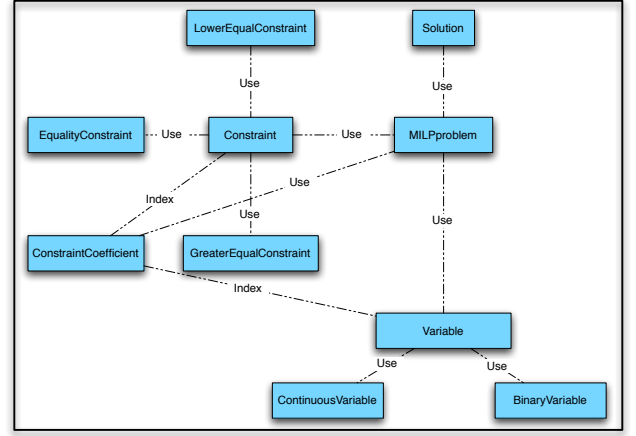 LowerEqualConstraint
Solution
Use
Use
EqualityConstraint
Use
Constraint
Use
MILPproblem
Use
Index
Use
Use
ConstraintCoefficient
GreaterEqualConstraint
Index
Variable
Use
Use
ContinuousVariable
BinaryVariable